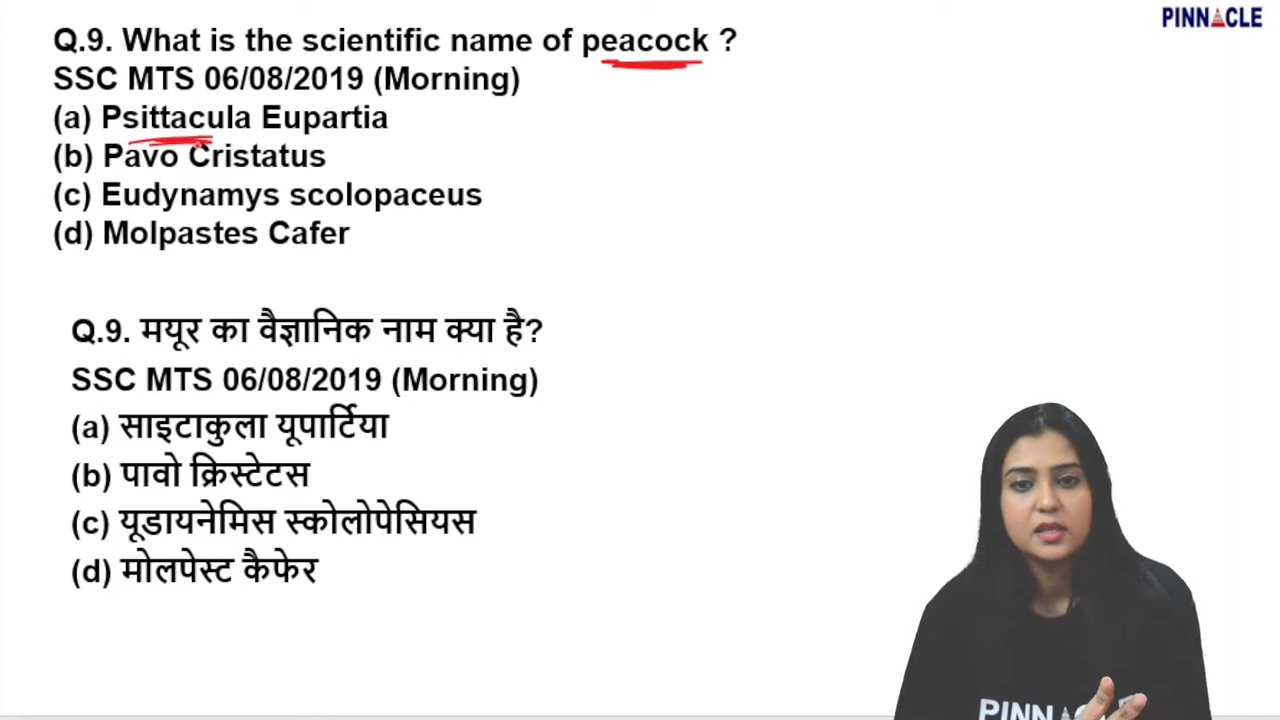 PINNACLE
Q.9. What is the scientific name of peacock ?
SSC MTS 06/08/2019 (Morning)
(a) Psittacula Eupartia
(b) Pavo Cristatus
(c) Eudynamys scolopaceus
(d) Molpastes Cafer
Q.9. मयूर का वैज्ञानिक नाम क्या है?
SSC MTS 06/08/2019 (Morning)
(a) साइटाकुला यूपार्टिया
(b) पावो क्रिस्टेटस
(c) यूडायनेमिस स्कोलोपेसियस
(d) मोलपेस्ट कैफेर